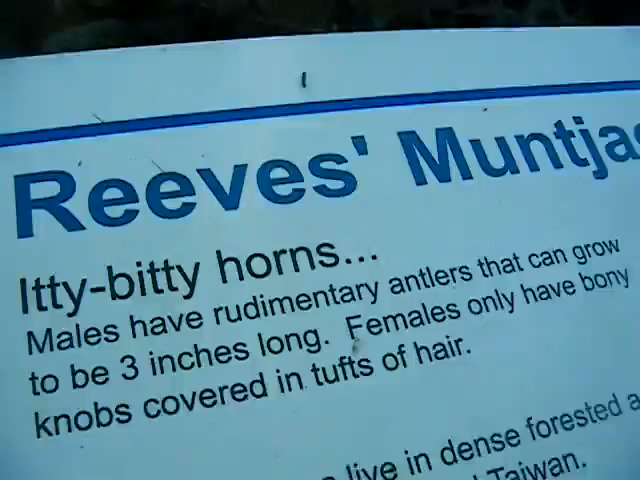 Reeves' Muntja
Itty-bitty horns...
Males have rudimentary antlers that can grow
to be 3 inches long. Females only have bony
knobs covered in tufts of hair.
live in dense forested a
Taiwan.